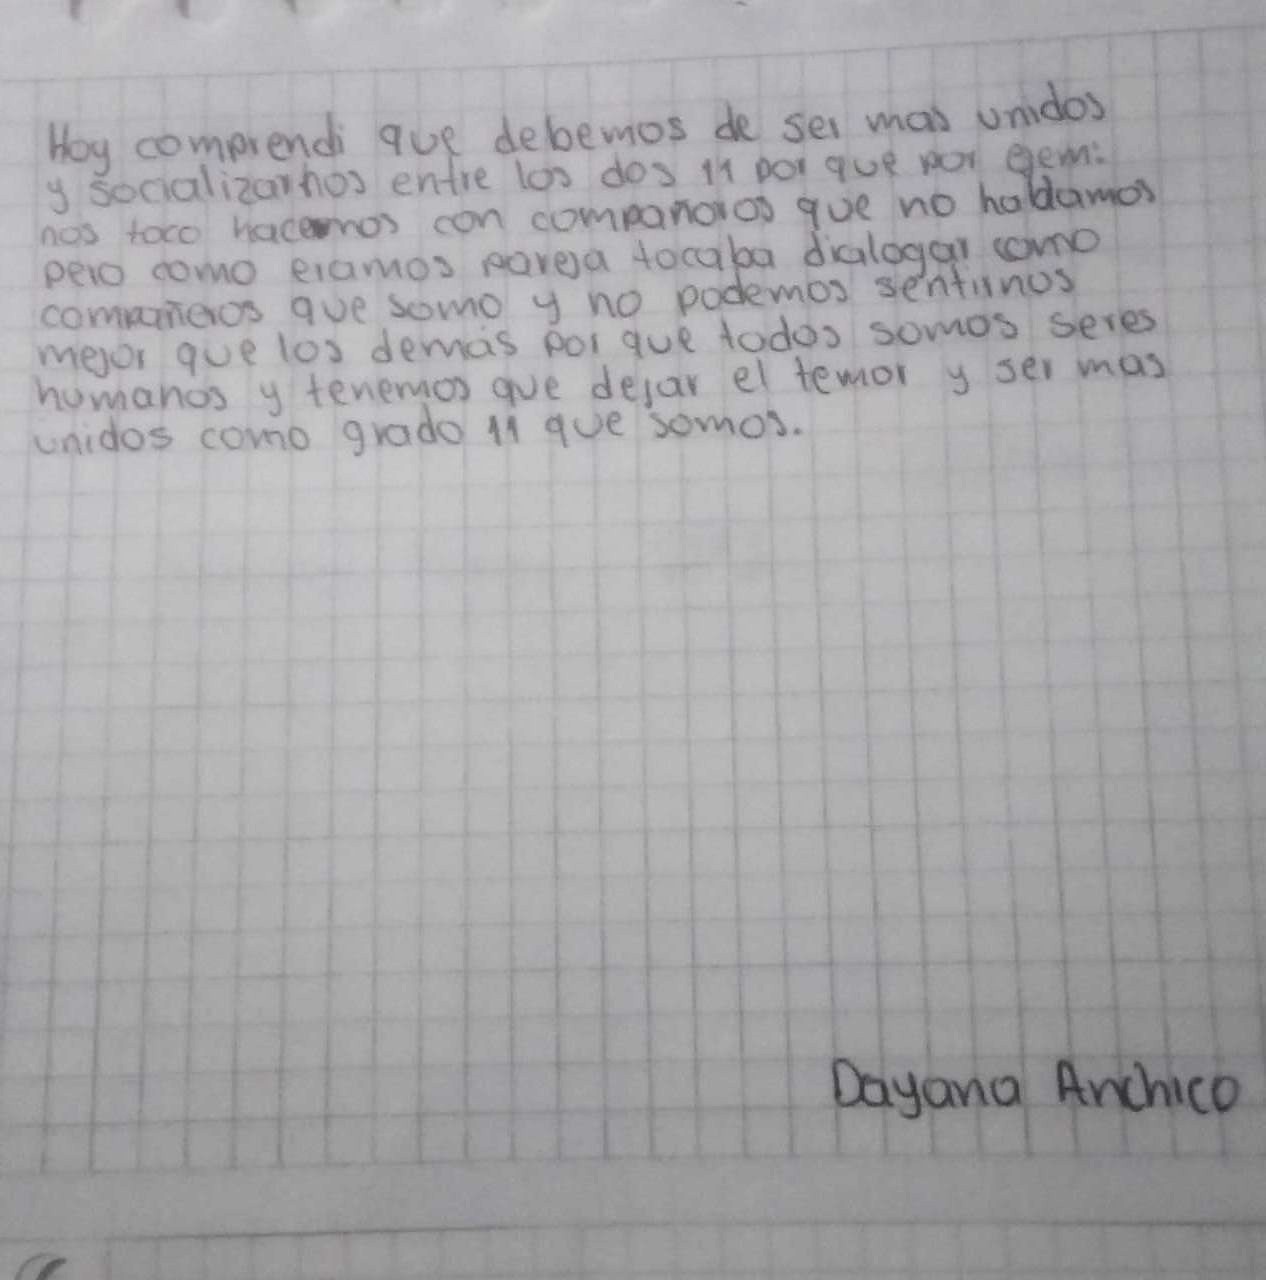 Hoy comprendi que debemos de ser mas unidos
y socializarnos entre los dos 11 por que por ejem:
nos toco hacernos con compañoros que no hablamos
pero como eramos pareja tocaba dialogar como
compañeros que somo y no podemos sentirnos
mejor que los demás por que todos somos seres
humanos y tenemos que dejar el temor y ser mas
unidos como grado 11 que somos.
Dayana Anchico